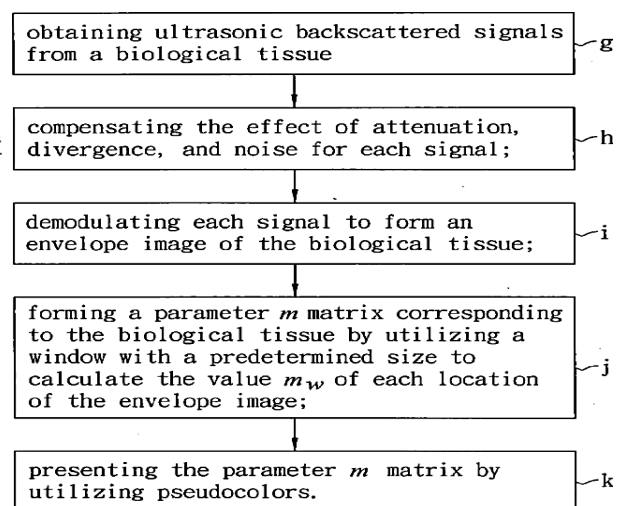 obtaining ultrasonic backscattered signals
from a biological tissue
g
compensating the effect of attenuation,
divergence, and noise for each signal;
h
demodulating each signal to form an
envelope image of the biological tissue;
i
forming a parameter m matrix corresponding
to the biological tissue by utilizing a
window with a predetermined size to
calculate the value mw of each location
of the envelope image;
j
presenting the parameter m matrix by
utilizing pseudocolors.
k